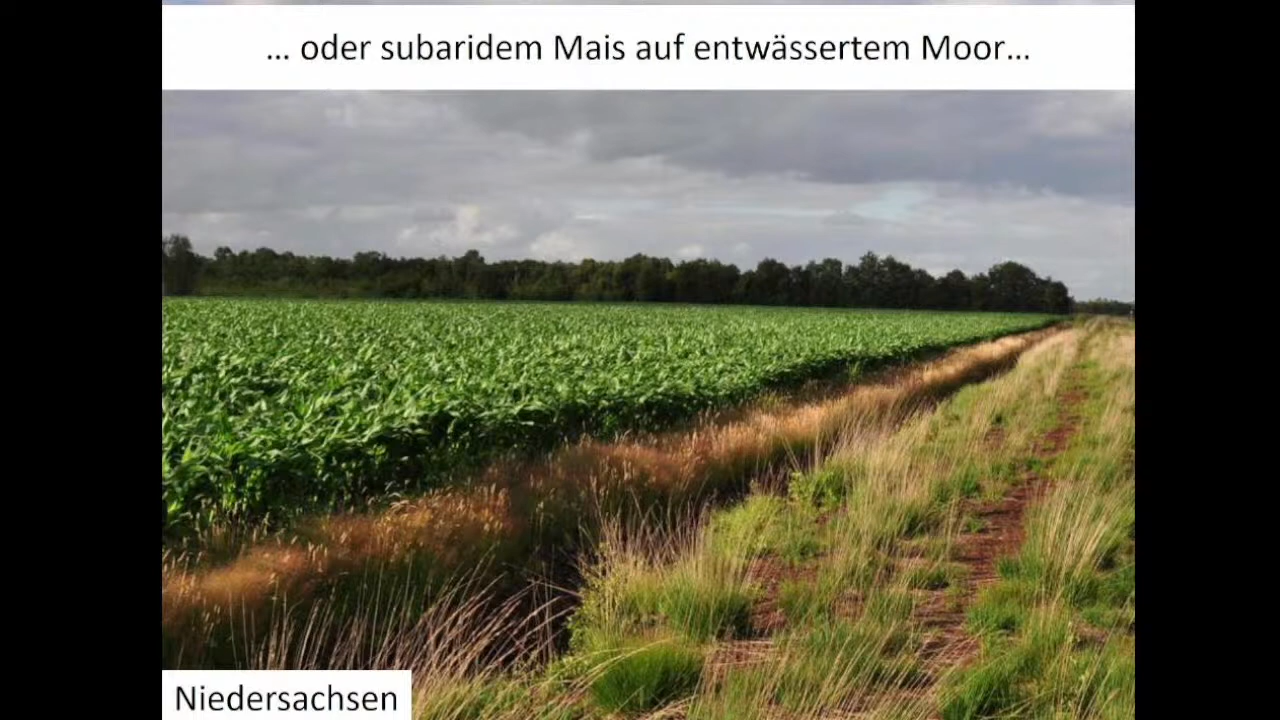 … oder subaridem Mais auf entwässertem Moor…
Niedersachsen